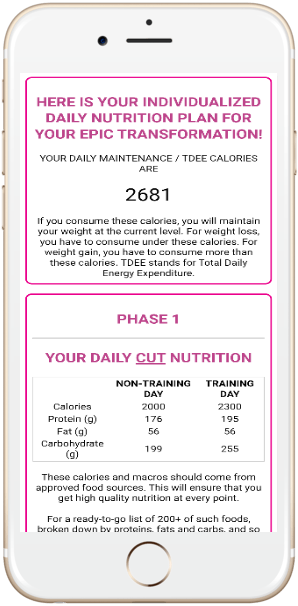 HERE IS YOUR INDIVIDUALIZED
DAILY NUTRITION PLAN FOR
YOUR EPIC TRANSFORMATION!
YOUR DAILY MAINTENANCE / TDEE CALORIES
ARE
2681
If you consume these calories, you will maintain
your weight at the current level. For weight loss,
you have to consume under these calories. For
weight gain, you have to consume more than
these calories. TDEE stands for Total Daily
Energy Expenditure.
PHASE 1
YOUR DAILY CUT NUTRITION
NON-TRAINING DAY TRAINING DAY
Calories 2000 2300
Protein (g) 176 195
Fat (g) 56 56
Carbohydrate (g) 199 255
These calories and macros should come from
approved food sources. This will ensure that you
get high quality nutrition at every point.
For a ready-to-go list of 200+ of such foods,
broken down by proteins, fats and carbs, and so